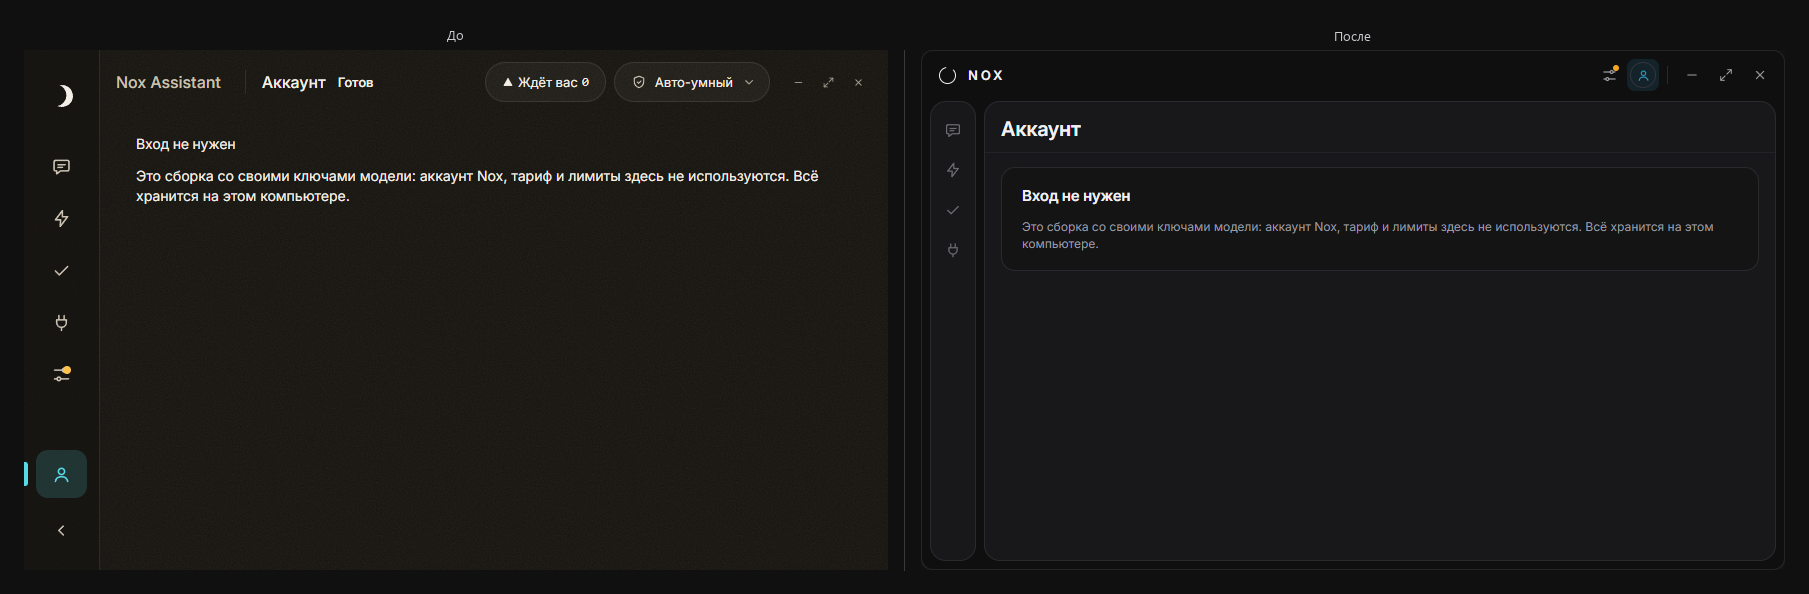 До
Nox Assistant
Аккаунт
Готов
Ждёт вас 0
Авто-умный
Вход не нужен
Это сборка со своими ключами модели: аккаунт Nox, тариф и лимиты здесь не используются. Всё
хранится на этом компьютере.
После
NOX
Аккаунт
Вход не нужен
Это сборка со своими ключами модели: аккаунт Nox, тариф и лимиты здесь не используются. Всё хранится на этом
компьютере.